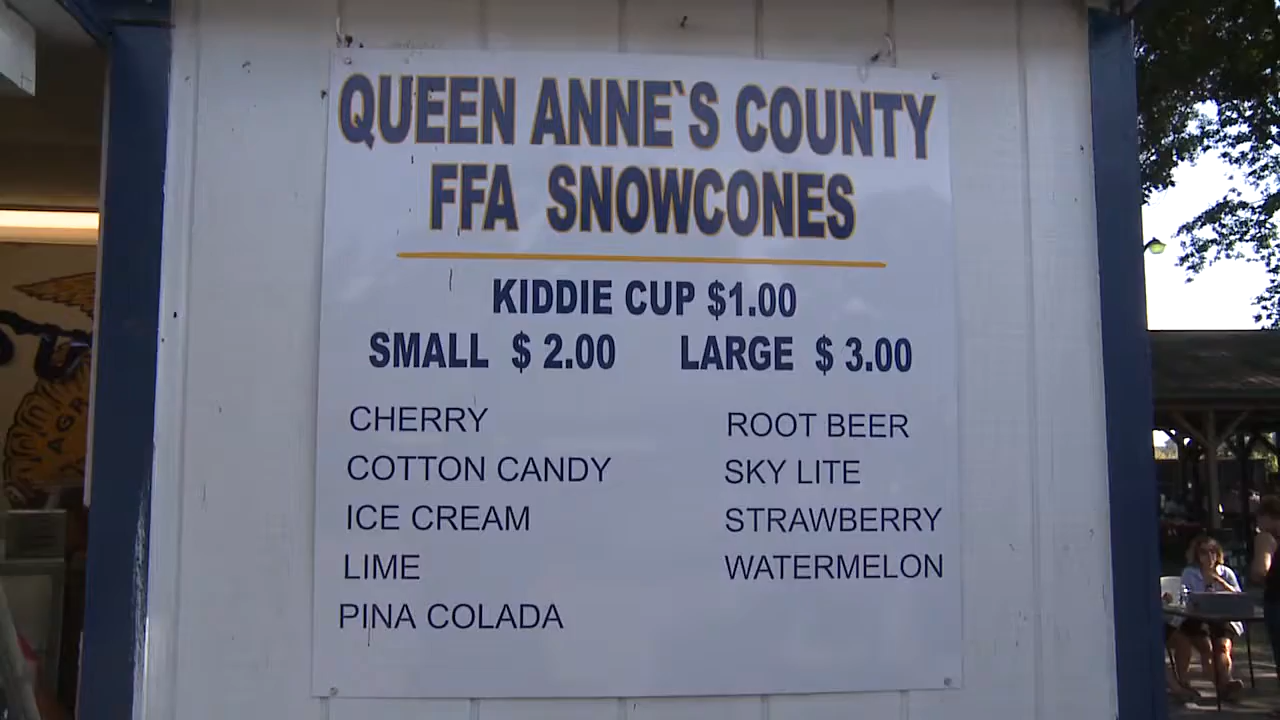 QUEEN ANNE`S COUNTY
FFA SNOWCONES
KIDDIE CUP $1.00
SMALL $ 2.00 LARGE $ 3.00
CHERRY
COTTON CANDY
ICE CREAM
LIME
PINA COLADA
ROOT BEER
SKY LITE
STRAWBERRY
WATERMELON
AGR